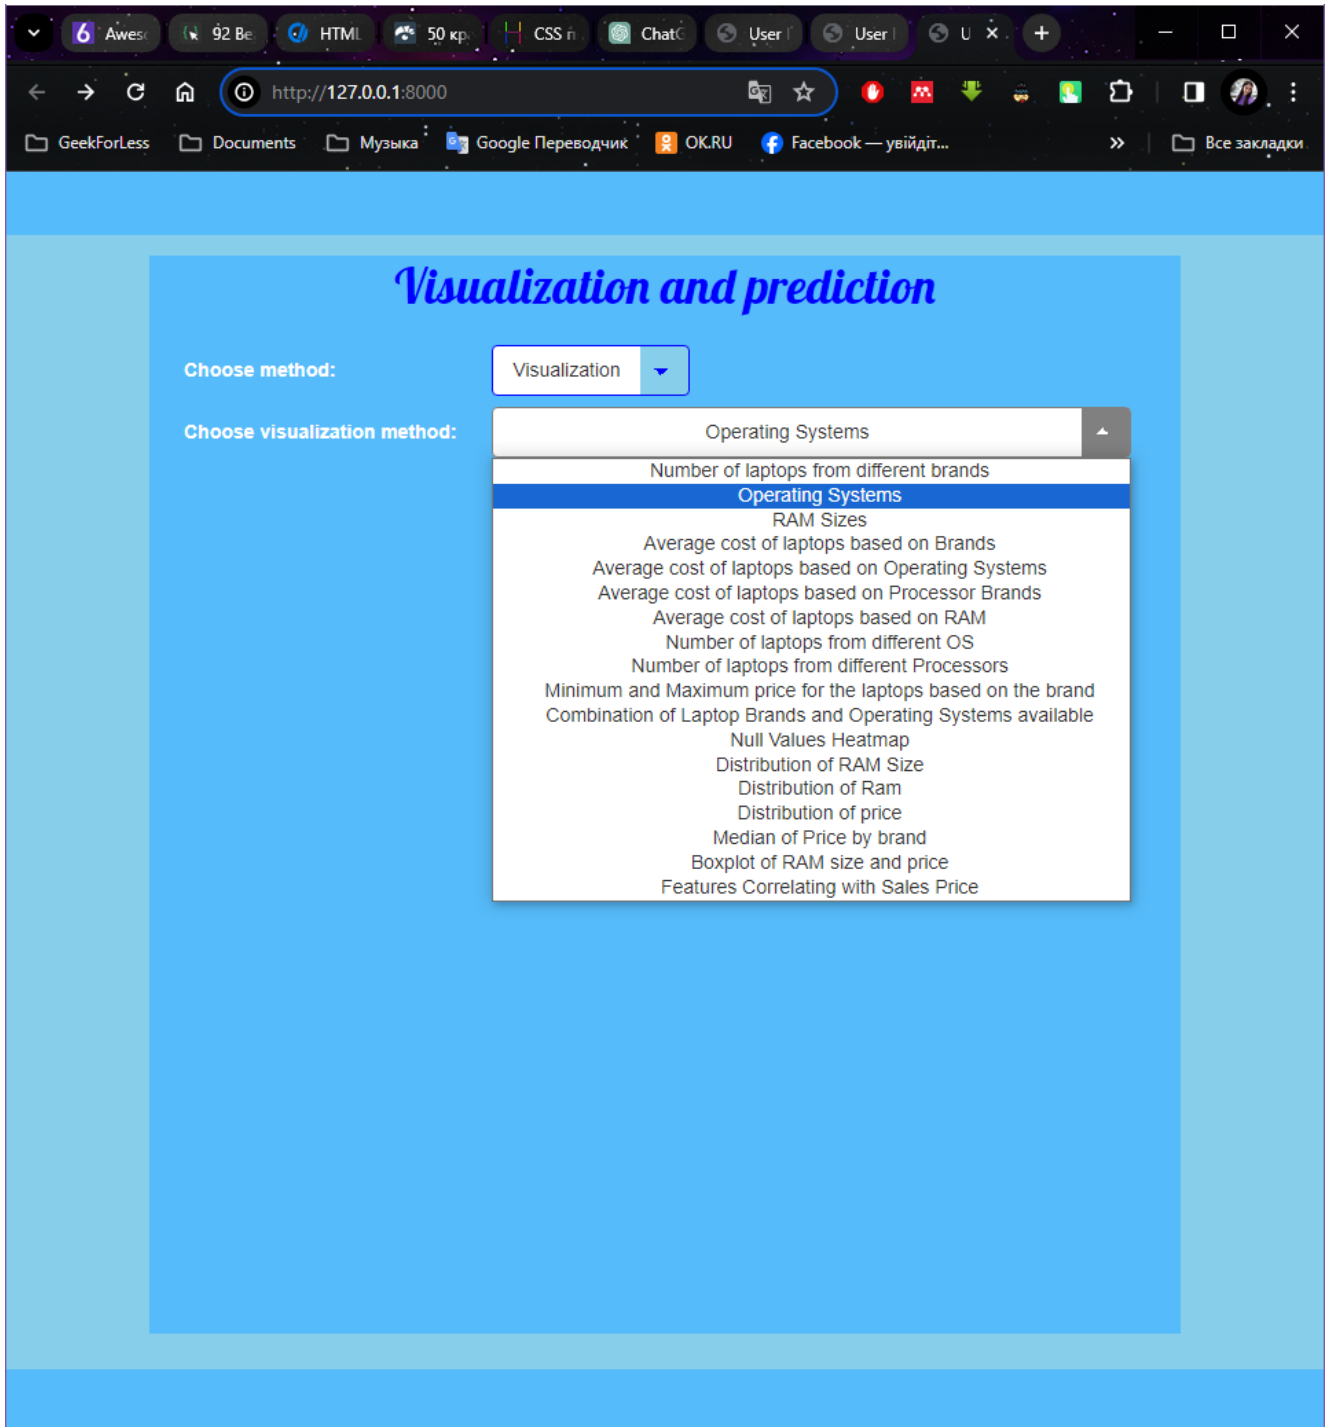 Awes
92 Be
HTML
50 кр
CSS
ChatG
User
User
U
http://127.0.0.1:8000
GeekForLess
Documents
Музыка
Google Переводчик
OK.RU
Facebook — увійдіт...
Все закладки
Visualization and prediction
Choose method:
Visualization
Choose visualization method:
Operating Systems
Number of laptops from different brands
Operating Systems
RAM Sizes
Average cost of laptops based on Brands
Average cost of laptops based on Operating Systems
Average cost of laptops based on Processor Brands
Average cost of laptops based on RAM
Number of laptops from different OS
Number of laptops from different Processors
Minimum and Maximum price for the laptops based on the brand
Combination of Laptop Brands and Operating Systems available
Null Values Heatmap
Distribution of RAM Size
Distribution of Ram
Distribution of price
Median of Price by brand
Boxplot of RAM size and price
Features Correlating with Sales Price